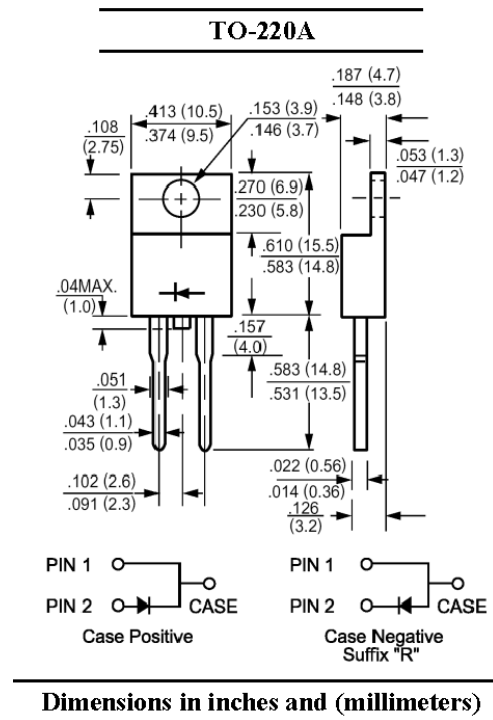 TO-220A
.187 (4.7)
.148 (3.8)
.413 (10.5)
.374 (9.5)
.153 (3.9)
.146 (3.7)
.108
(2.75)
.053 (1.3)
.047 (1.2)
.270 (6.9)
.230 (5.8)
.610 (15.5)
.583 (14.8)
.04MAX.
(1.0)
.157
(4.0)
.583 (14.8)
.531 (13.5)
.051
(1.3)
.043 (1.1)
.035 (0.9)
.102 (2.6)
.091 (2.3)
.022 (0.56)
.014 (0.36)
.126
(3.2)
PIN 1
PIN 2
CASE
Case Positive
PIN 1
PIN 2
CASE
Case Negative
Suffix "R"
Dimensions in inches and (millimeters)